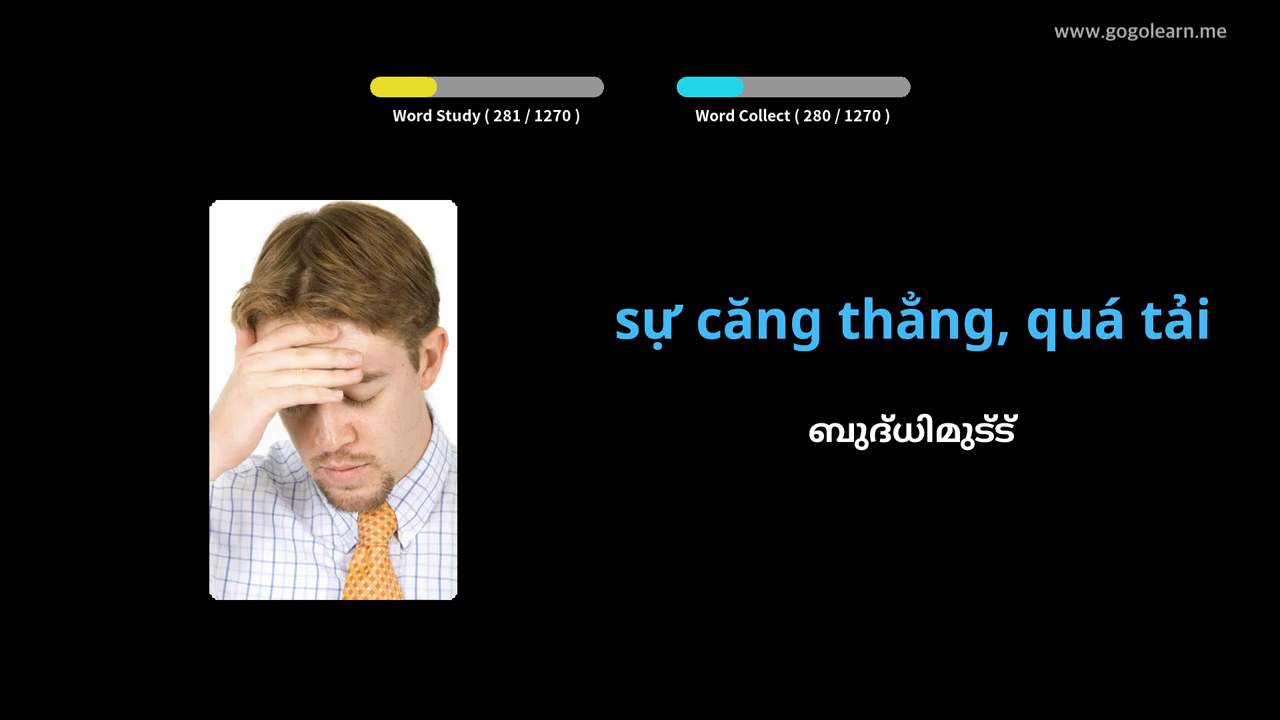 www.gogolearn.me
Word Study ( 281 / 1270 )
Word Collect ( 280 / 1270 )
sự căng thẳng, quá tải
ബുദ്ധിമുട്ട്